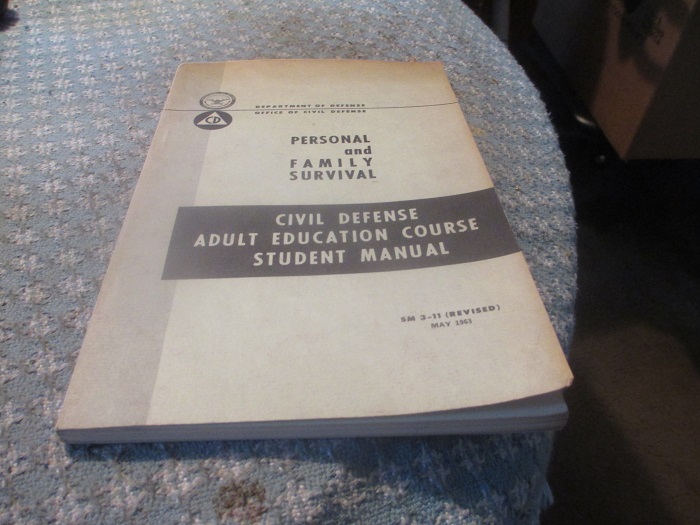 DEPARTMENT OF DEFENSE
OFFICE OF CIVIL DEFENSE
CD
PERSONAL
and
FAMILY
SURVIVAL
CIVIL DEFENSE
ADULT EDUCATION COURSE
STUDENT MANUAL
SM 3-11 (REVISED)
MAY 1963